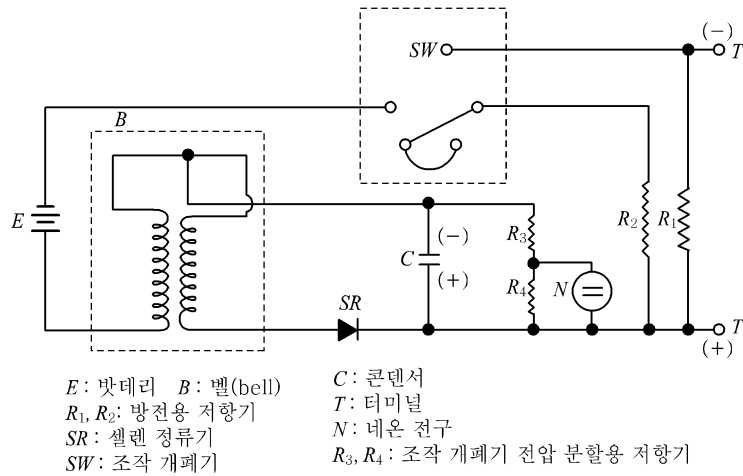 (−)
SW
T
B
E
R₂
R₁
R₃
(−)
C
(+)
R₄
N
SR
T
(+)
E : 밧데리 B : 벨(bell)
R₁, R₂: 방전용 저항기
SR : 셀렌 정류기
SW : 조작 개폐기
C : 콘덴서
T : 터미널
N : 네온 전구
R₃, R₄ : 조작 개폐기 전압 분할용 저항기